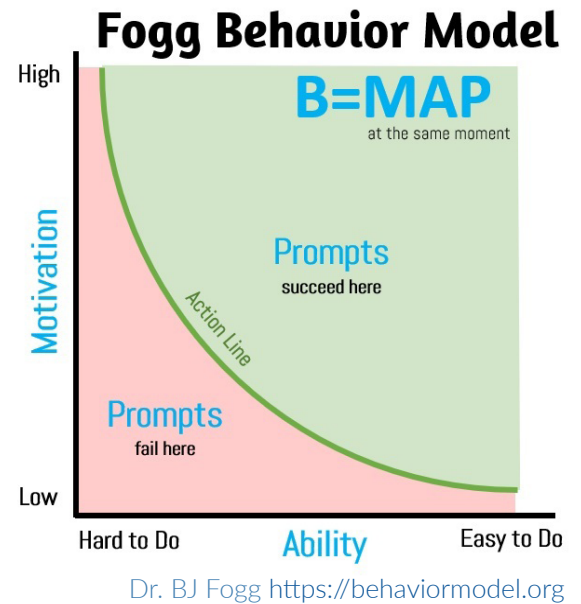 Fogg Behavior Model
High
B=MAP
at the same moment
Motivation
Prompts
succeed here
Action Line
Prompts
fail here
Low
Hard to Do
Ability
Easy to Do
Dr. BJ Fogg https://behaviormodel.org